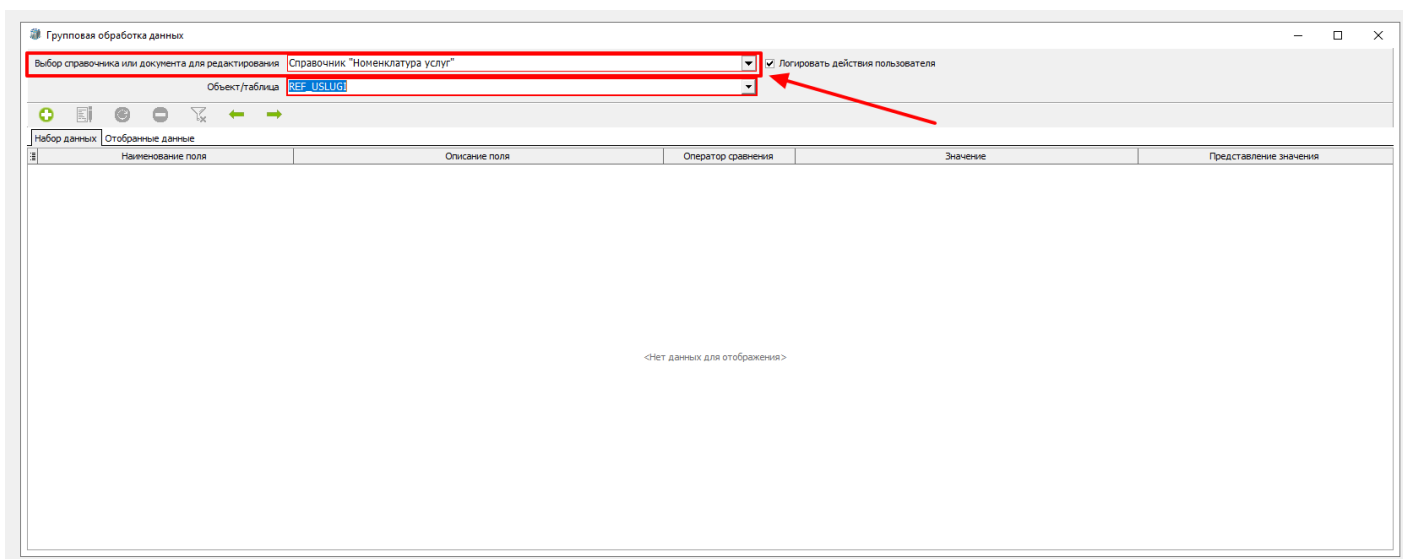 Групповая обработка данных
Выбор справочника или документа для редактирования Справочник "Номенклатура услуг" Логировать действия пользователя
Объект/таблица REF_USLUGI
Набор данных Отобранные данные
Наименование поля Описание поля Оператор сравнения Значение Представление значения
<Нет данных для отображения>